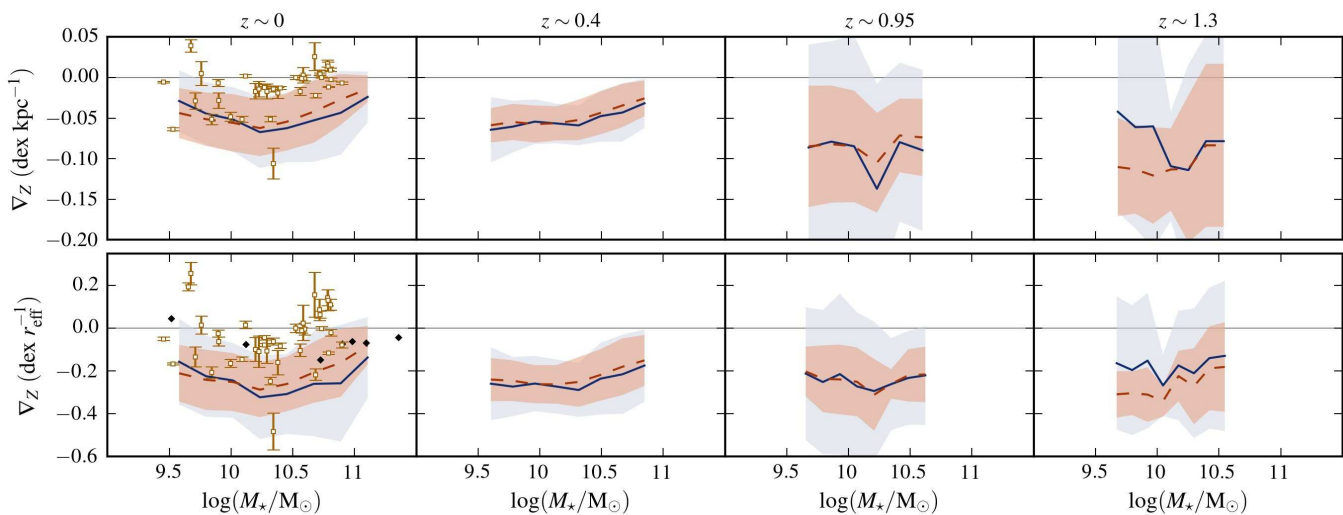 z ∼ 0 z ∼ 0.4 z ∼ 0.95 z ∼ 1.3
∇Z (dex kpc−1)
0.05
0.00
−0.05
−0.10
−0.15
−0.20
∇Z (dex r−1eff)
0.2
0.0
−0.2
−0.4
−0.6
9.5 10 10.5 11 9.5 10 10.5 11 9.5 10 10.5 11 9.5 10 10.5 11
log(M⋆/M⊙) log(M⋆/M⊙) log(M⋆/M⊙) log(M⋆/M⊙)